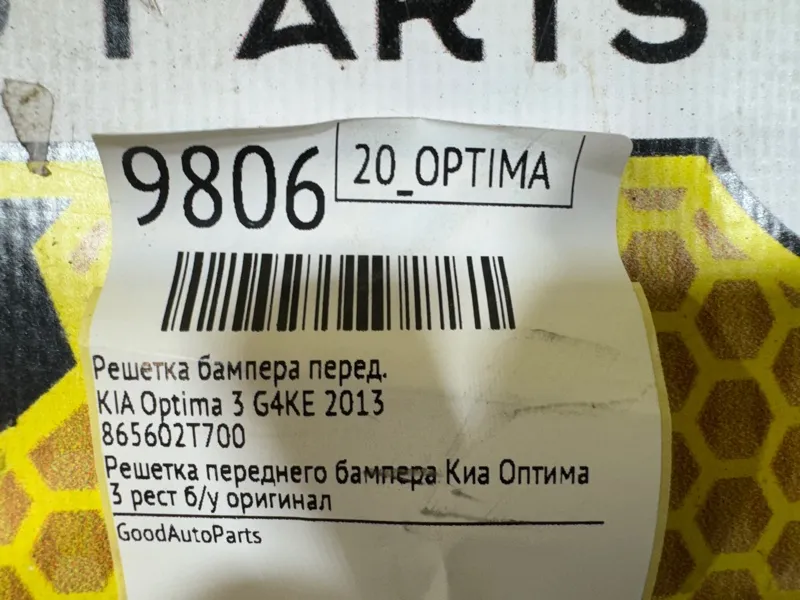 ARTS
9806
20_OPTIMA
Решетка бампера перед.
KIA Optima 3 G4KE 2013
865602T700
Решетка переднего бампера Киа Оптима
3 рест б/у оригинал
GoodAutoParts